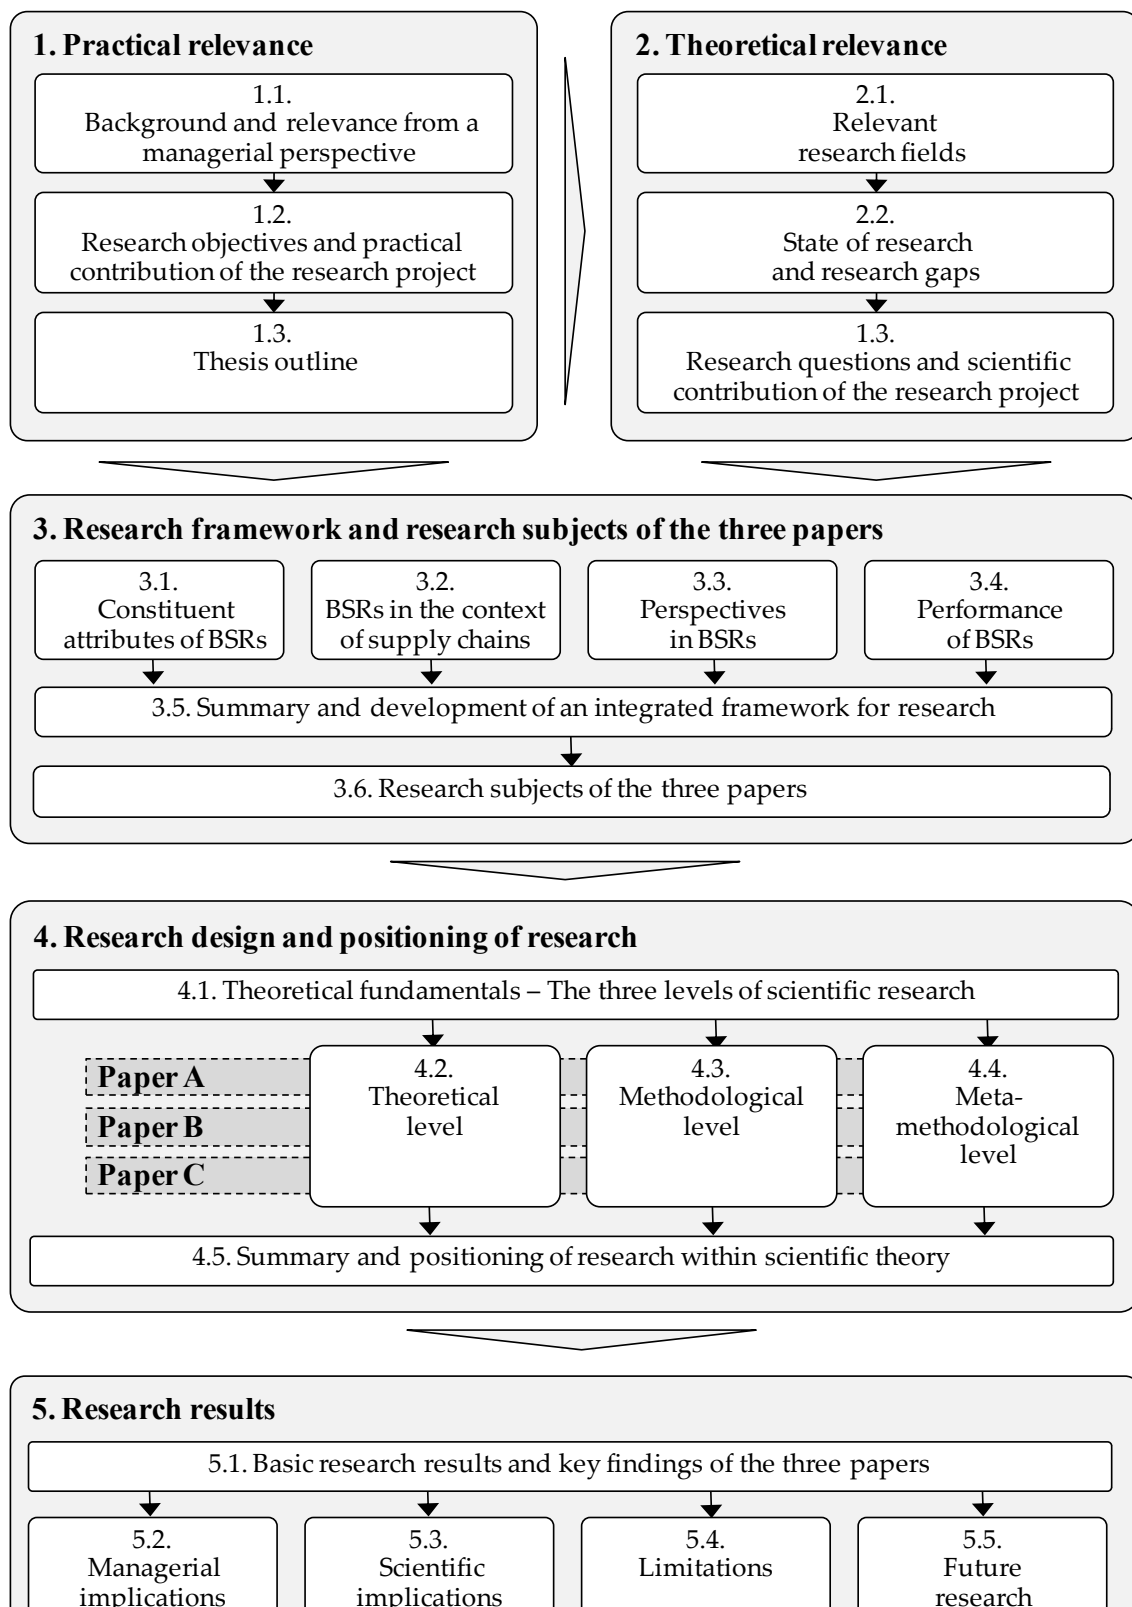 1. Practical relevance
1.1.
Background and relevance from a
managerial perspective
1.2.
Research objectives and practical
contribution of the research project
1.3.
Thesis outline
2. Theoretical relevance
2.1.
Relevant
research fields
2.2.
State of research
and research gaps
1.3.
Research questions and scientific
contribution of the research project
3. Research framework and research subjects of the three papers
3.1.
Constituent
attributes of BSRs
3.2.
BSRs in the context
of supply chains
3.3.
Perspectives
in BSRs
3.4.
Performance
of BSRs
3.5. Summary and development of an integrated framework for research
3.6. Research subjects of the three papers
4. Research design and positioning of research
4.1. Theoretical fundamentals – The three levels of scientific research
Paper A
Paper B
Paper C
4.2.
Theoretical
level
4.3.
Methodological
level
4.4.
Meta-
methodological
level
4.5. Summary and positioning of research within scientific theory
5. Research results
5.1. Basic research results and key findings of the three papers
5.2.
Managerial
implications
5.3.
Scientific
implications
5.4.
Limitations
5.5.
Future
research